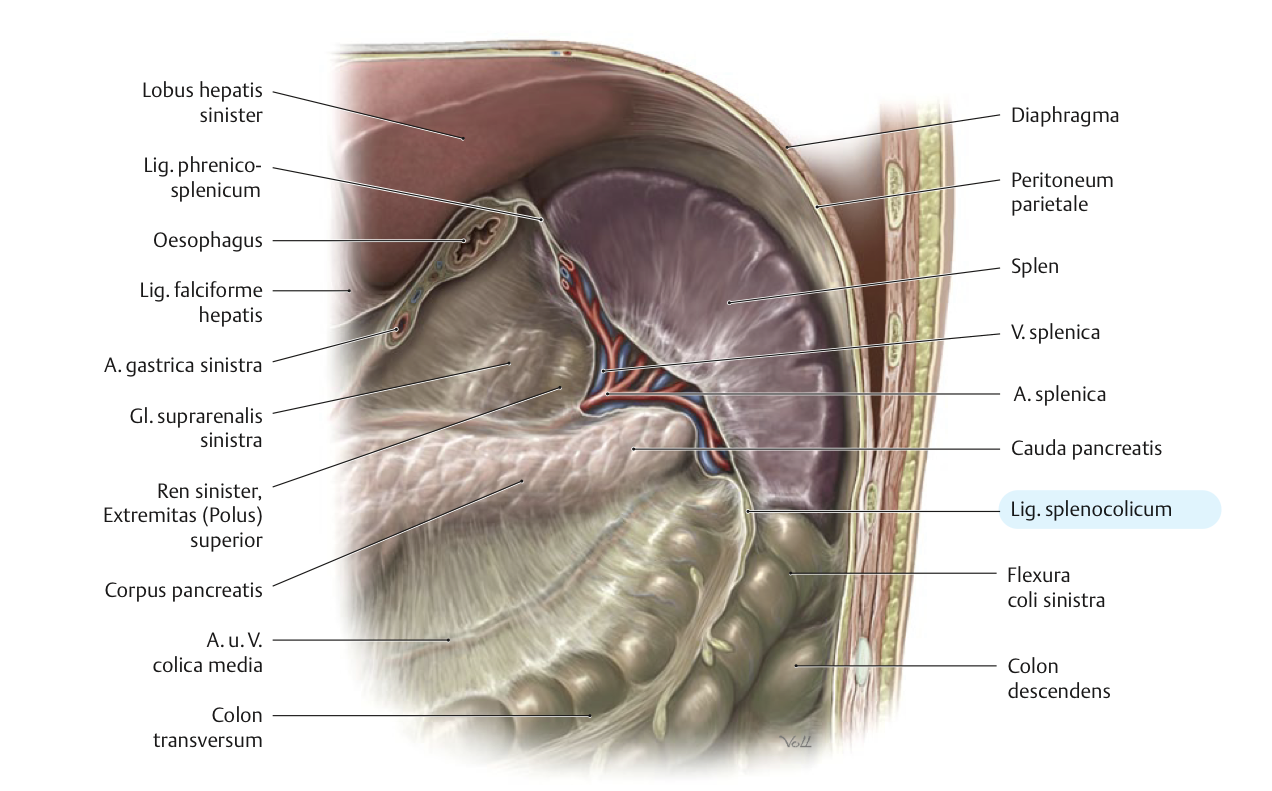 Lobus hepatis
sinister
Lig. phrenico-
splenicum
Oesophagus
Lig. falciforme
hepatis
A. gastrica sinistra
Gl. suprarenalis
sinistra
Ren sinister,
Extremitas (Polus)
superior
Corpus pancreatis
A. u. V.
colica media
Colon
transversum
Diaphragma
Peritoneum
parietale
Splen
V. splenica
A. splenica
Cauda pancreatis
Lig. splenocolicum
Flexura
coli sinistra
Colon
descendens
Voll